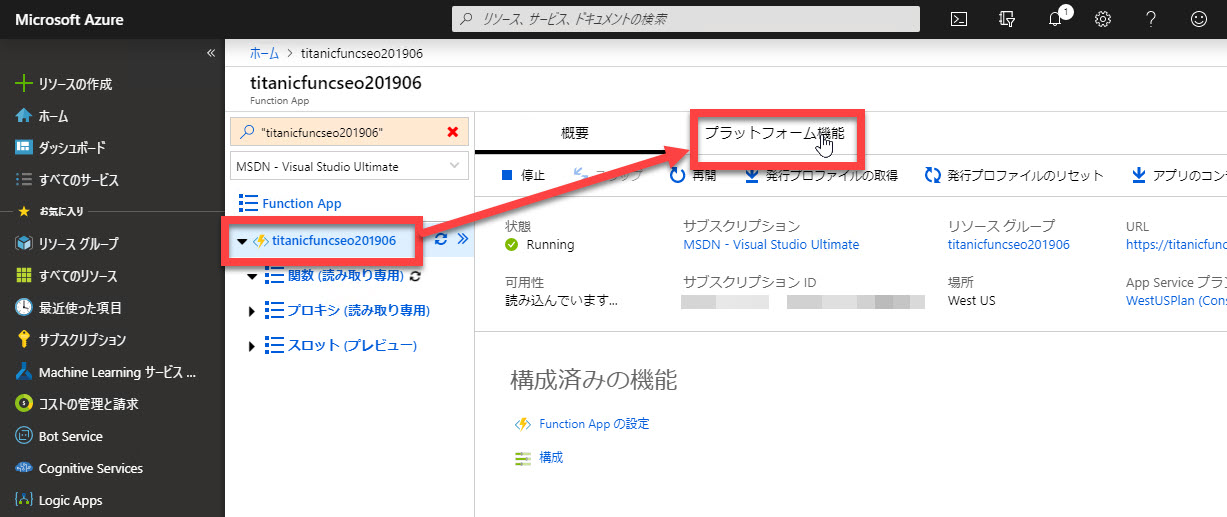 Microsoft Azure
リソース、サービス、ドキュメントの検索
1
«
リソースの作成
ホーム
ダッシュボード
すべてのサービス
お気に入り
リソース グループ
すべてのリソース
最近使った項目
サブスクリプション
Machine Learning サービス ...
コストの管理と請求
Bot Service
Cognitive Services
Logic Apps
ホーム > titanicfuncseo201906
titanicfuncseo201906
Function App
"titanicfuncseo201906"
MSDN - Visual Studio Ultimate
Function App
titanicfuncseo201906
関数 (読み取り専用)
プロキシ (読み取り専用)
スロット (プレビュー)
概要
プラットフォーム機能
停止
再開
発行プロファイルの取得
発行プロファイルのリセット
アプリのコン
状態
Running
サブスクリプション
MSDN - Visual Studio Ultimate
リソース グループ
titanicfuncseo201906
URL
https://titanicfunc
可用性
読み込んでいます...
サブスクリプション ID
場所
West US
App Service プラ
WestUSPlan (Cons
構成済みの機能
Function App の設定
構成